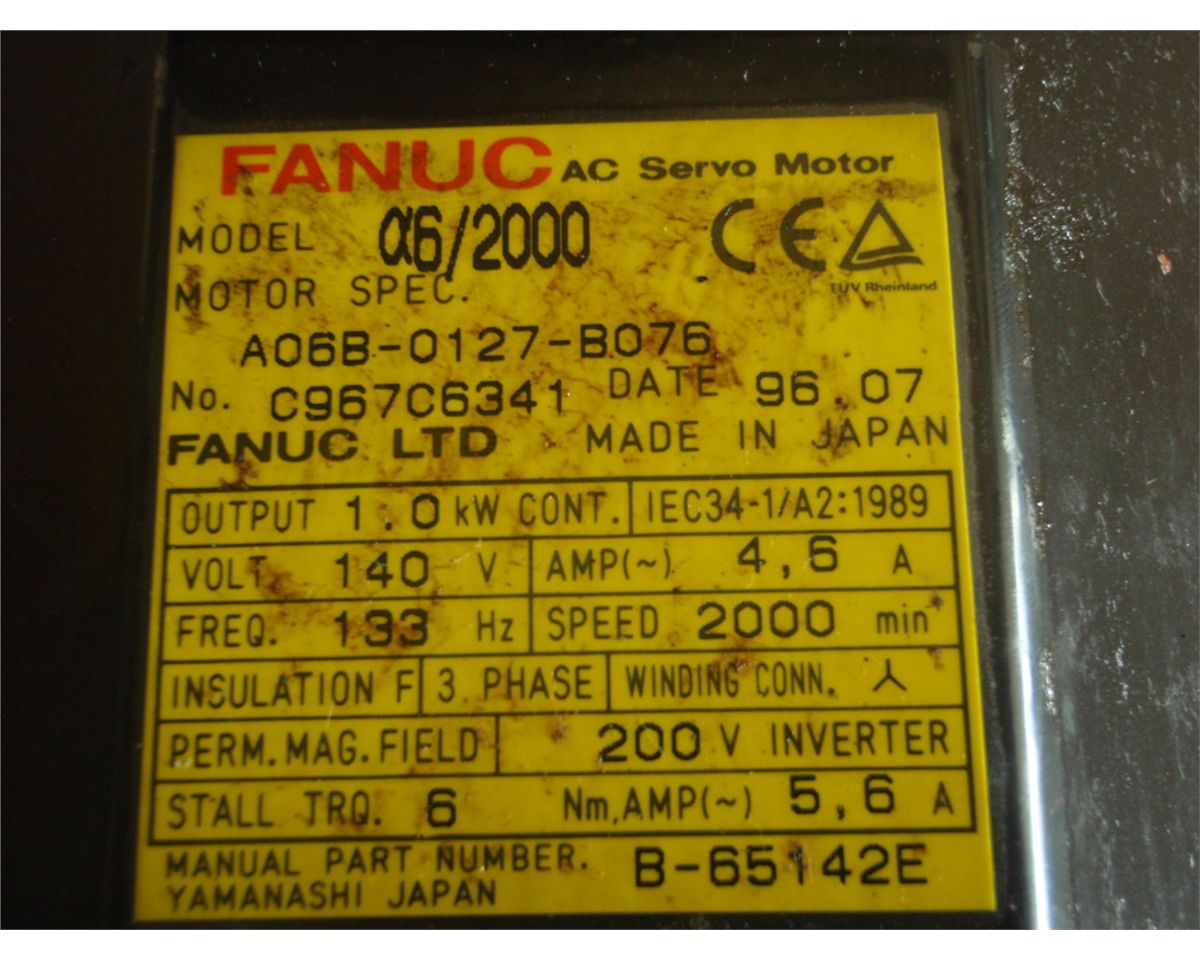 FANUC AC Servo Motor
MODEL α6/2000
CE
TÜV Rheinland
MOTOR SPEC.
A06B-0127-B076
No. C967C6341 DATE 96.07
FANUC LTD MADE IN JAPAN
OUTPUT 1.0 kW CONT. IEC34-1/A2:1989
VOLT 140 V AMP(~) 4,6 A
FREQ. 133 Hz SPEED 2000 min⁻¹
INSULATION F 3 PHASE WINDING CONN. ⅄
PERM.MAG.FIELD 200 V INVERTER
STALL TRQ. 6 Nm,AMP(~) 5,6 A
MANUAL PART NUMBER. B-65142E
YAMANASHI JAPAN